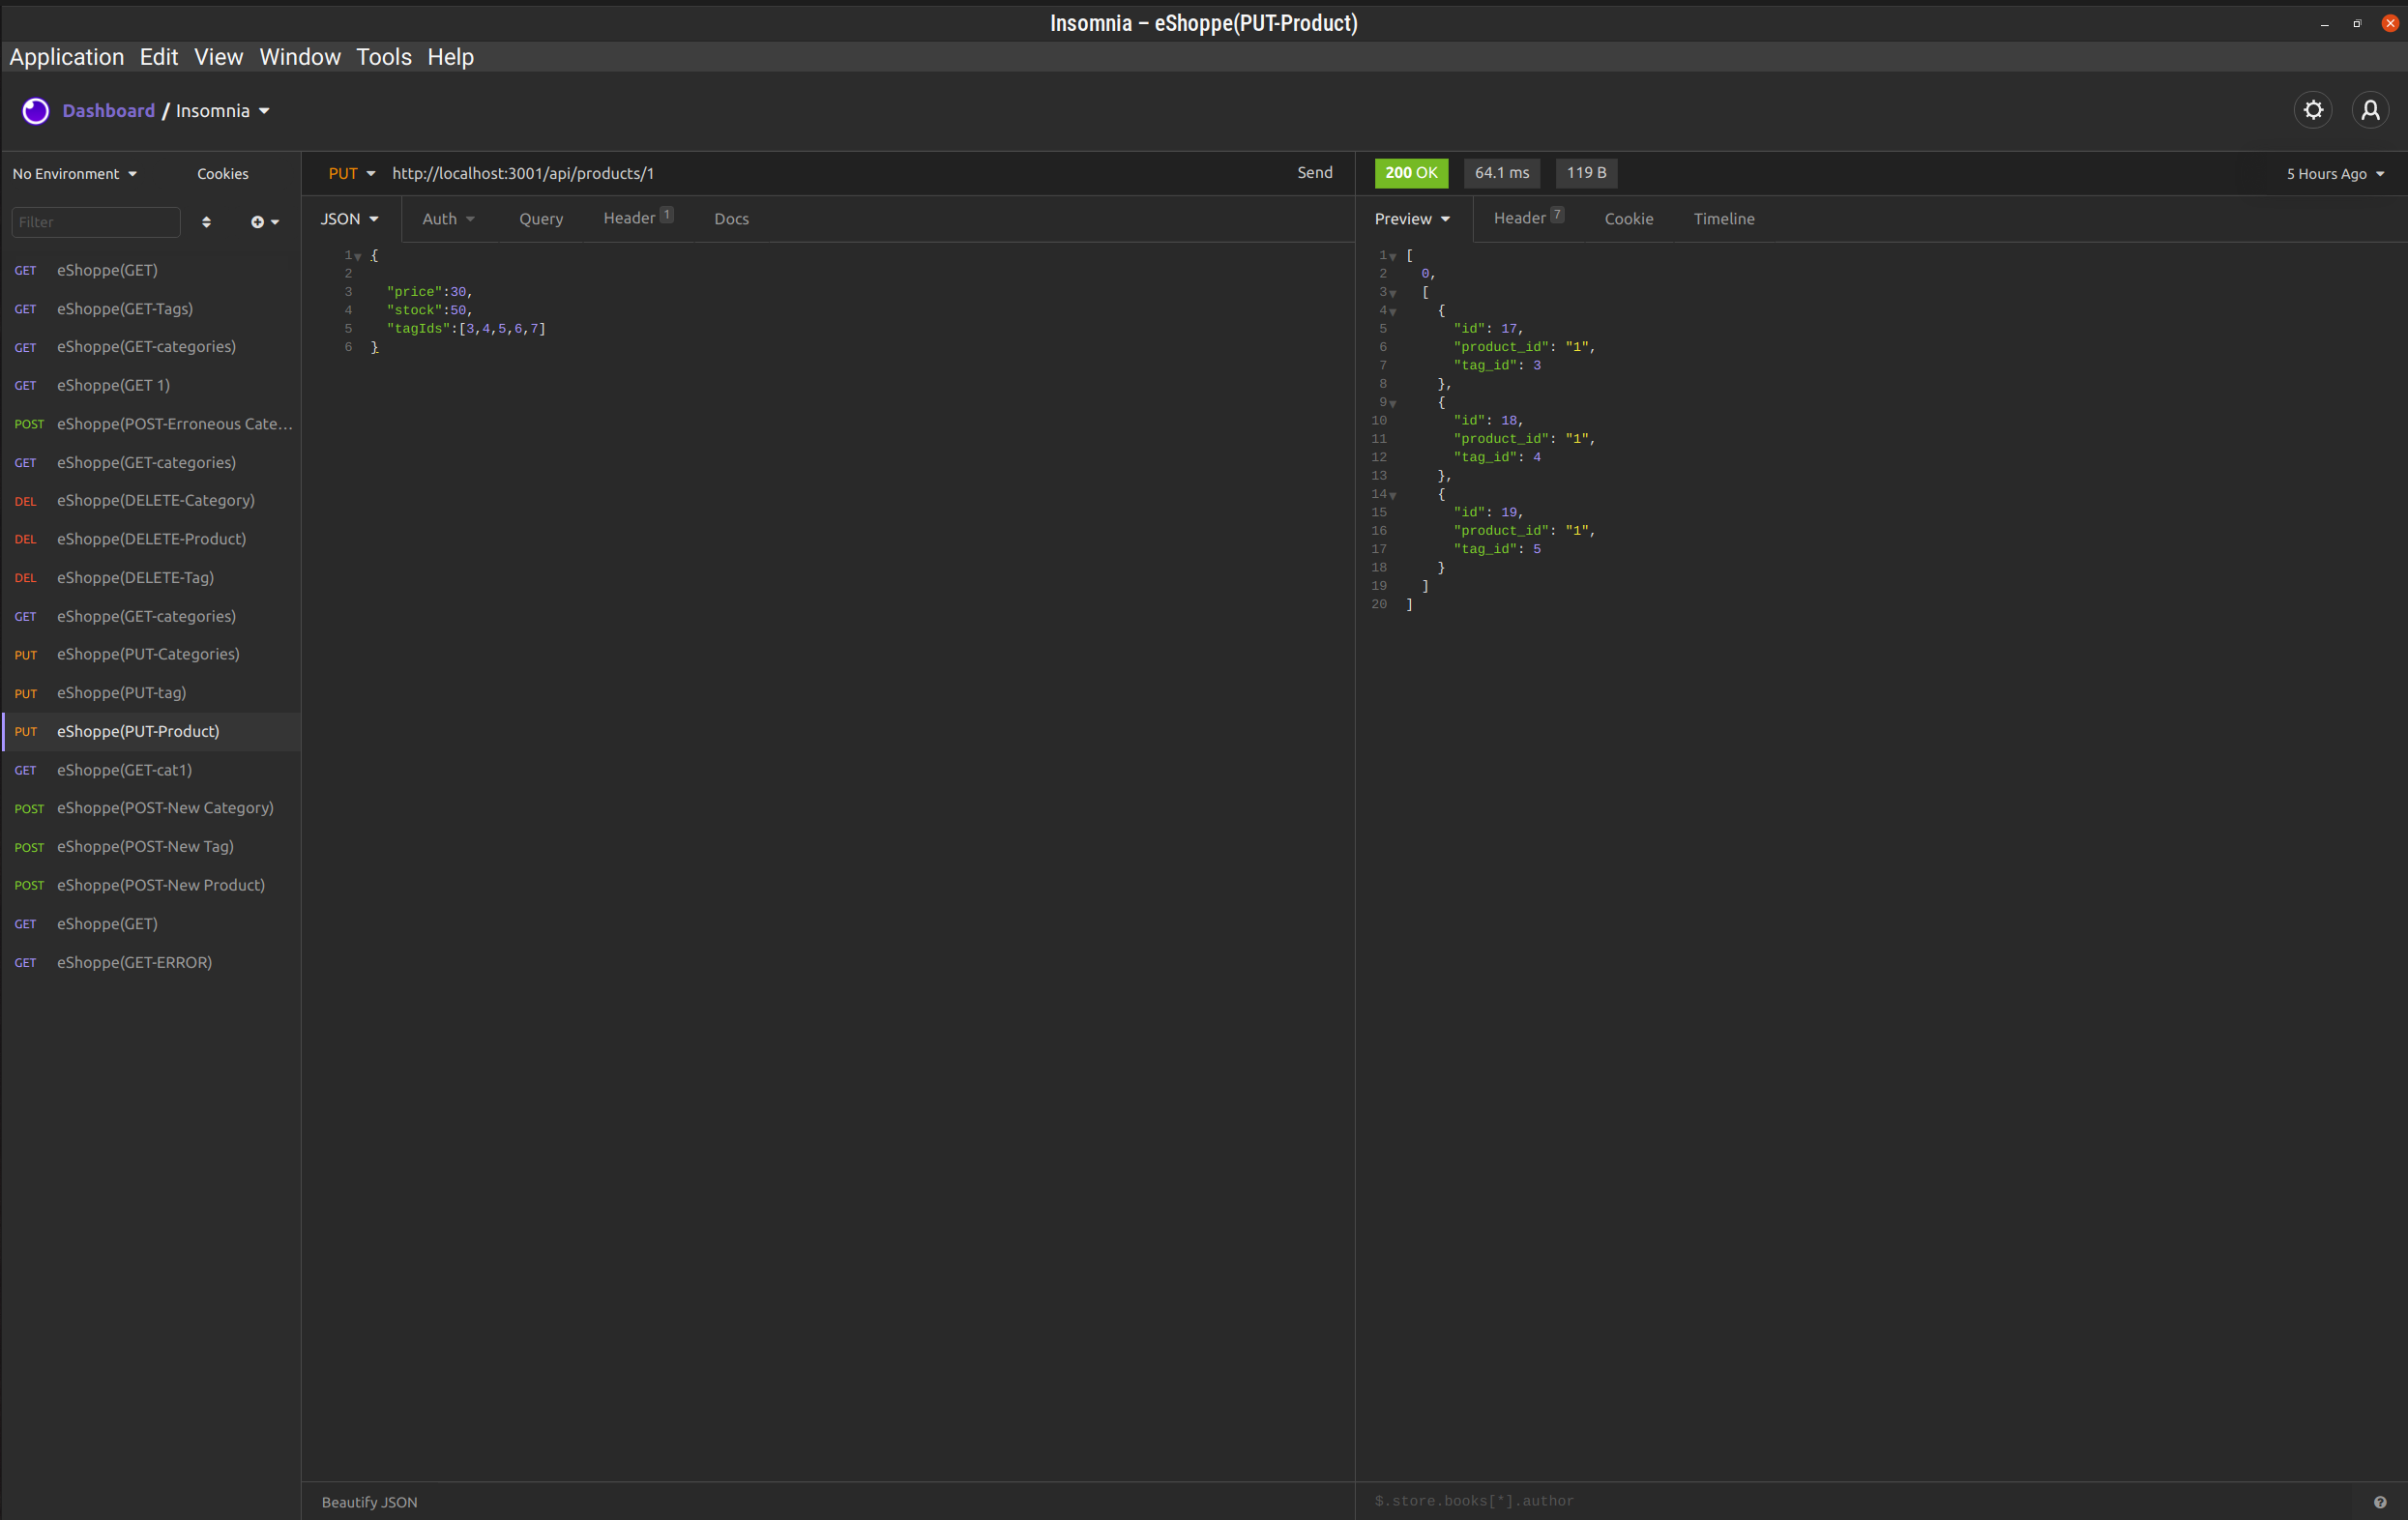 Insomnia – eShoppe(PUT-Product)
Application Edit View Window Tools Help
Dashboard / Insomnia
No Environment Cookies
Filter
GET eShoppe(GET)
GET eShoppe(GET-Tags)
GET eShoppe(GET-categories)
GET eShoppe(GET 1)
POST eShoppe(POST-Erroneous Cate...
GET eShoppe(GET-categories)
DEL eShoppe(DELETE-Category)
DEL eShoppe(DELETE-Product)
DEL eShoppe(DELETE-Tag)
GET eShoppe(GET-categories)
PUT eShoppe(PUT-Categories)
PUT eShoppe(PUT-tag)
PUT eShoppe(PUT-Product)
GET eShoppe(GET-cat1)
POST eShoppe(POST-New Category)
POST eShoppe(POST-New Tag)
POST eShoppe(POST-New Product)
GET eShoppe(GET)
GET eShoppe(GET-ERROR)
PUT http://localhost:3001/api/products/1 Send
JSON Auth Query Header 1 Docs
1 {
2
3 "price":30,
4 "stock":50,
5 "tagIds":[3,4,5,6,7]
6 }
Beautify JSON
200 OK 64.1 ms 119 B 5 Hours Ago
Preview Header 7 Cookie Timeline
1 [
2 0,
3 [
4 {
5 "id": 17,
6 "product_id": "1",
7 "tag_id": 3
8 },
9 {
10 "id": 18,
11 "product_id": "1",
12 "tag_id": 4
13 },
14 {
15 "id": 19,
16 "product_id": "1",
17 "tag_id": 5
18 }
19 ]
20 ]
$.store.books[*].author